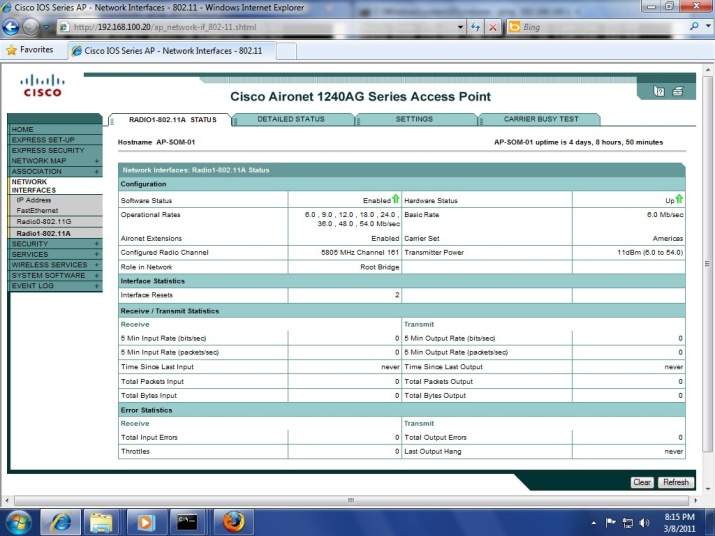 Cisco IOS Series AP - Network Interfaces - 802.11 - Windows Internet Explorer
http://192.168.100.20/ap_network-if_802-11.shtml
Bing
Favorites
Cisco IOS Series AP - Network Interfaces - 802.11
CISCO
Cisco Aironet 1240AG Series Access Point
RADIO1-802.11A STATUS
DETAILED STATUS
SETTINGS
CARRIER BUSY TEST
HOME
EXPRESS SET-UP
EXPRESS SECURITY
NETWORK MAP +
ASSOCIATION +
NETWORK
INTERFACES
IP Address
FastEthernet
Radio0-802.11G
Radio1-802.11A
SECURITY +
SERVICES +
WIRELESS SERVICES +
SYSTEM SOFTWARE +
EVENT LOG +
Hostname AP-SOM-01
AP-SOM-01 uptime is 4 days, 8 hours, 50 minutes
Network Interfaces: Radio1-802.11A Status
Configuration
Software Status Enabled Hardware Status Up
Operational Rates 6.0 , 9.0 , 12.0 , 18.0 , 24.0 , Basic Rate 6.0 Mb/sec
36.0 , 48.0 , 54.0 Mb/sec
Aironet Extensions Enabled Carrier Set Americas
Configured Radio Channel 5805 MHz Channel 161 Transmitter Power 11dBm (6.0 to 54.0)
Role in Network Root Bridge
Interface Statistics
Interface Resets 2
Receive / Transmit Statistics
Receive Transmit
5 Min Input Rate (bits/sec) 0 5 Min Output Rate (bits/sec) 0
5 Min Input Rate (packets/sec) 0 5 Min Output Rate (packets/sec) 0
Time Since Last Input never Time Since Last Output never
Total Packets Input 0 Total Packets Output 0
Total Bytes Input 0 Total Bytes Output 0
Error Statistics
Receive Transmit
Total Input Errors 0 Total Output Errors 0
Throttles 0 Last Output Hang never
Clear Refresh
8:15 PM
3/8/2011